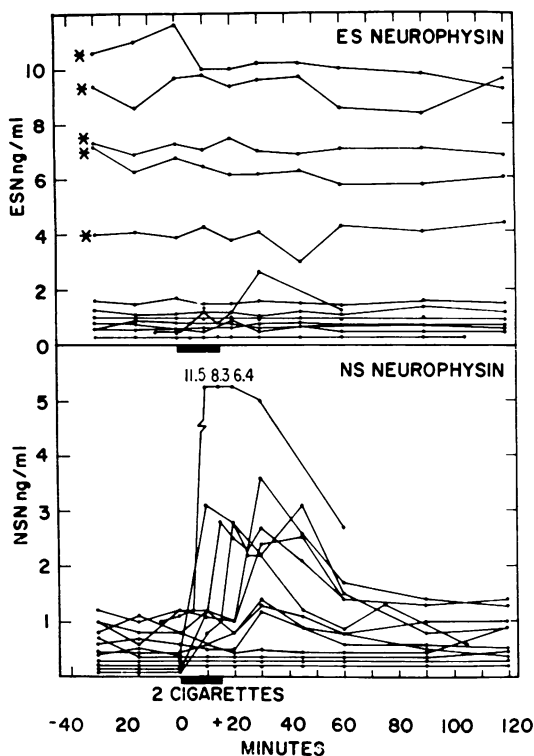 ES NEUROPHYSIN
ESN ng/ml
10
8
6
4
2
0
NS NEUROPHYSIN
11.5 8.3 6.4
NSN ng/ml
5
4
3
2
1
2 CIGARETTES
-40 -20 0 +20 40 60 80 100 120
MINUTES